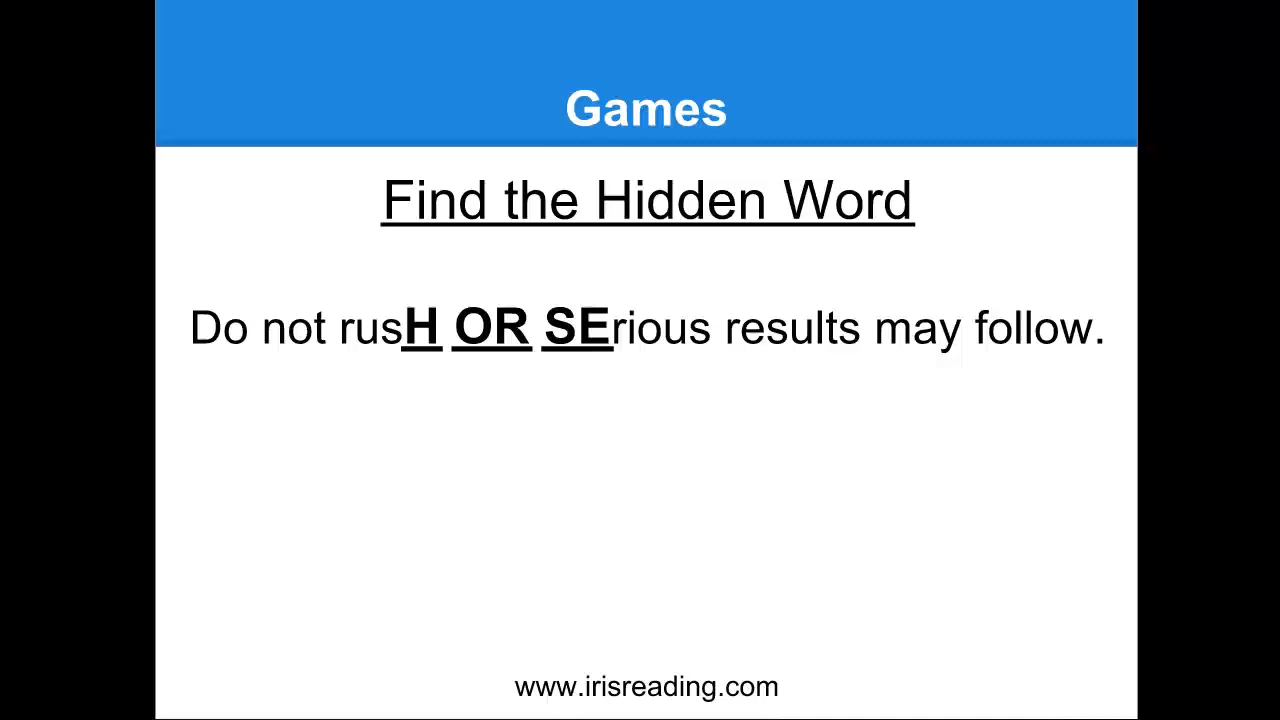 Games
Find the Hidden Word
Do not rusH OR SErious results may follow.
www.irisreading.com